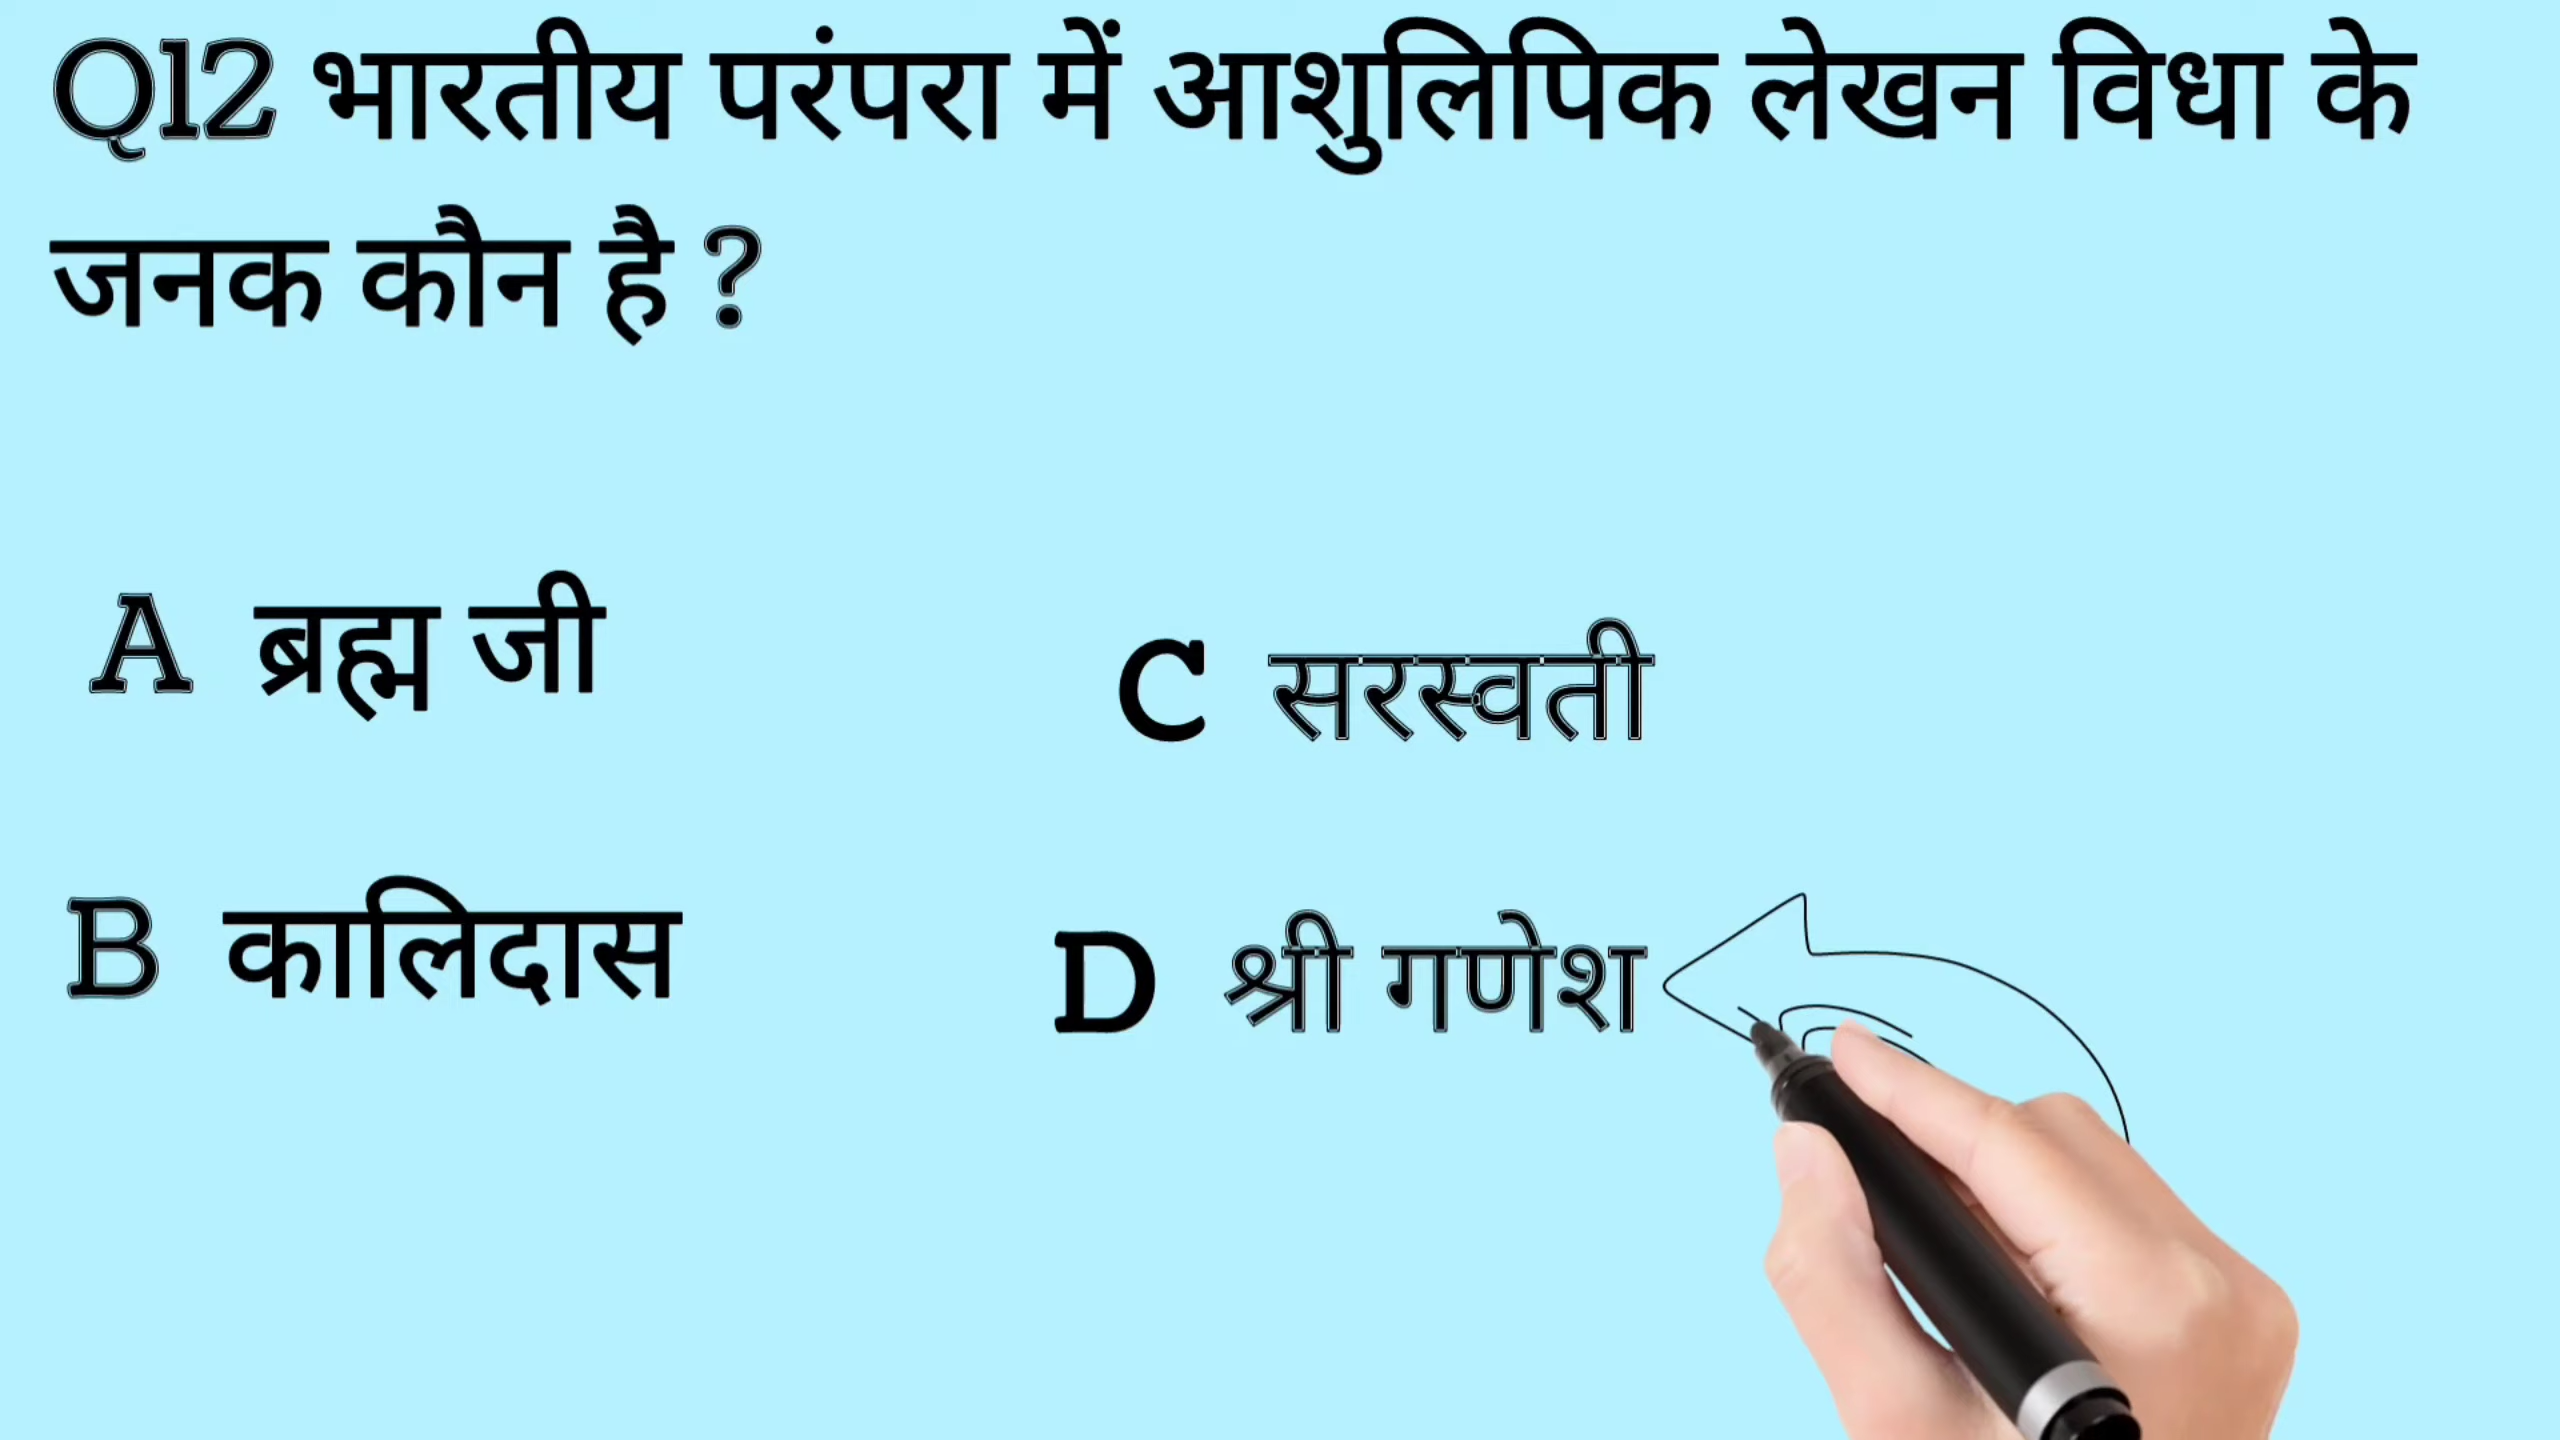 Q12 भारतीय परंपरा में आशुलिपिक लेखन विधा के
जनक कौन है ?
A ब्रह्म जी
B कालिदास
C सरस्वती
D श्री गणेश